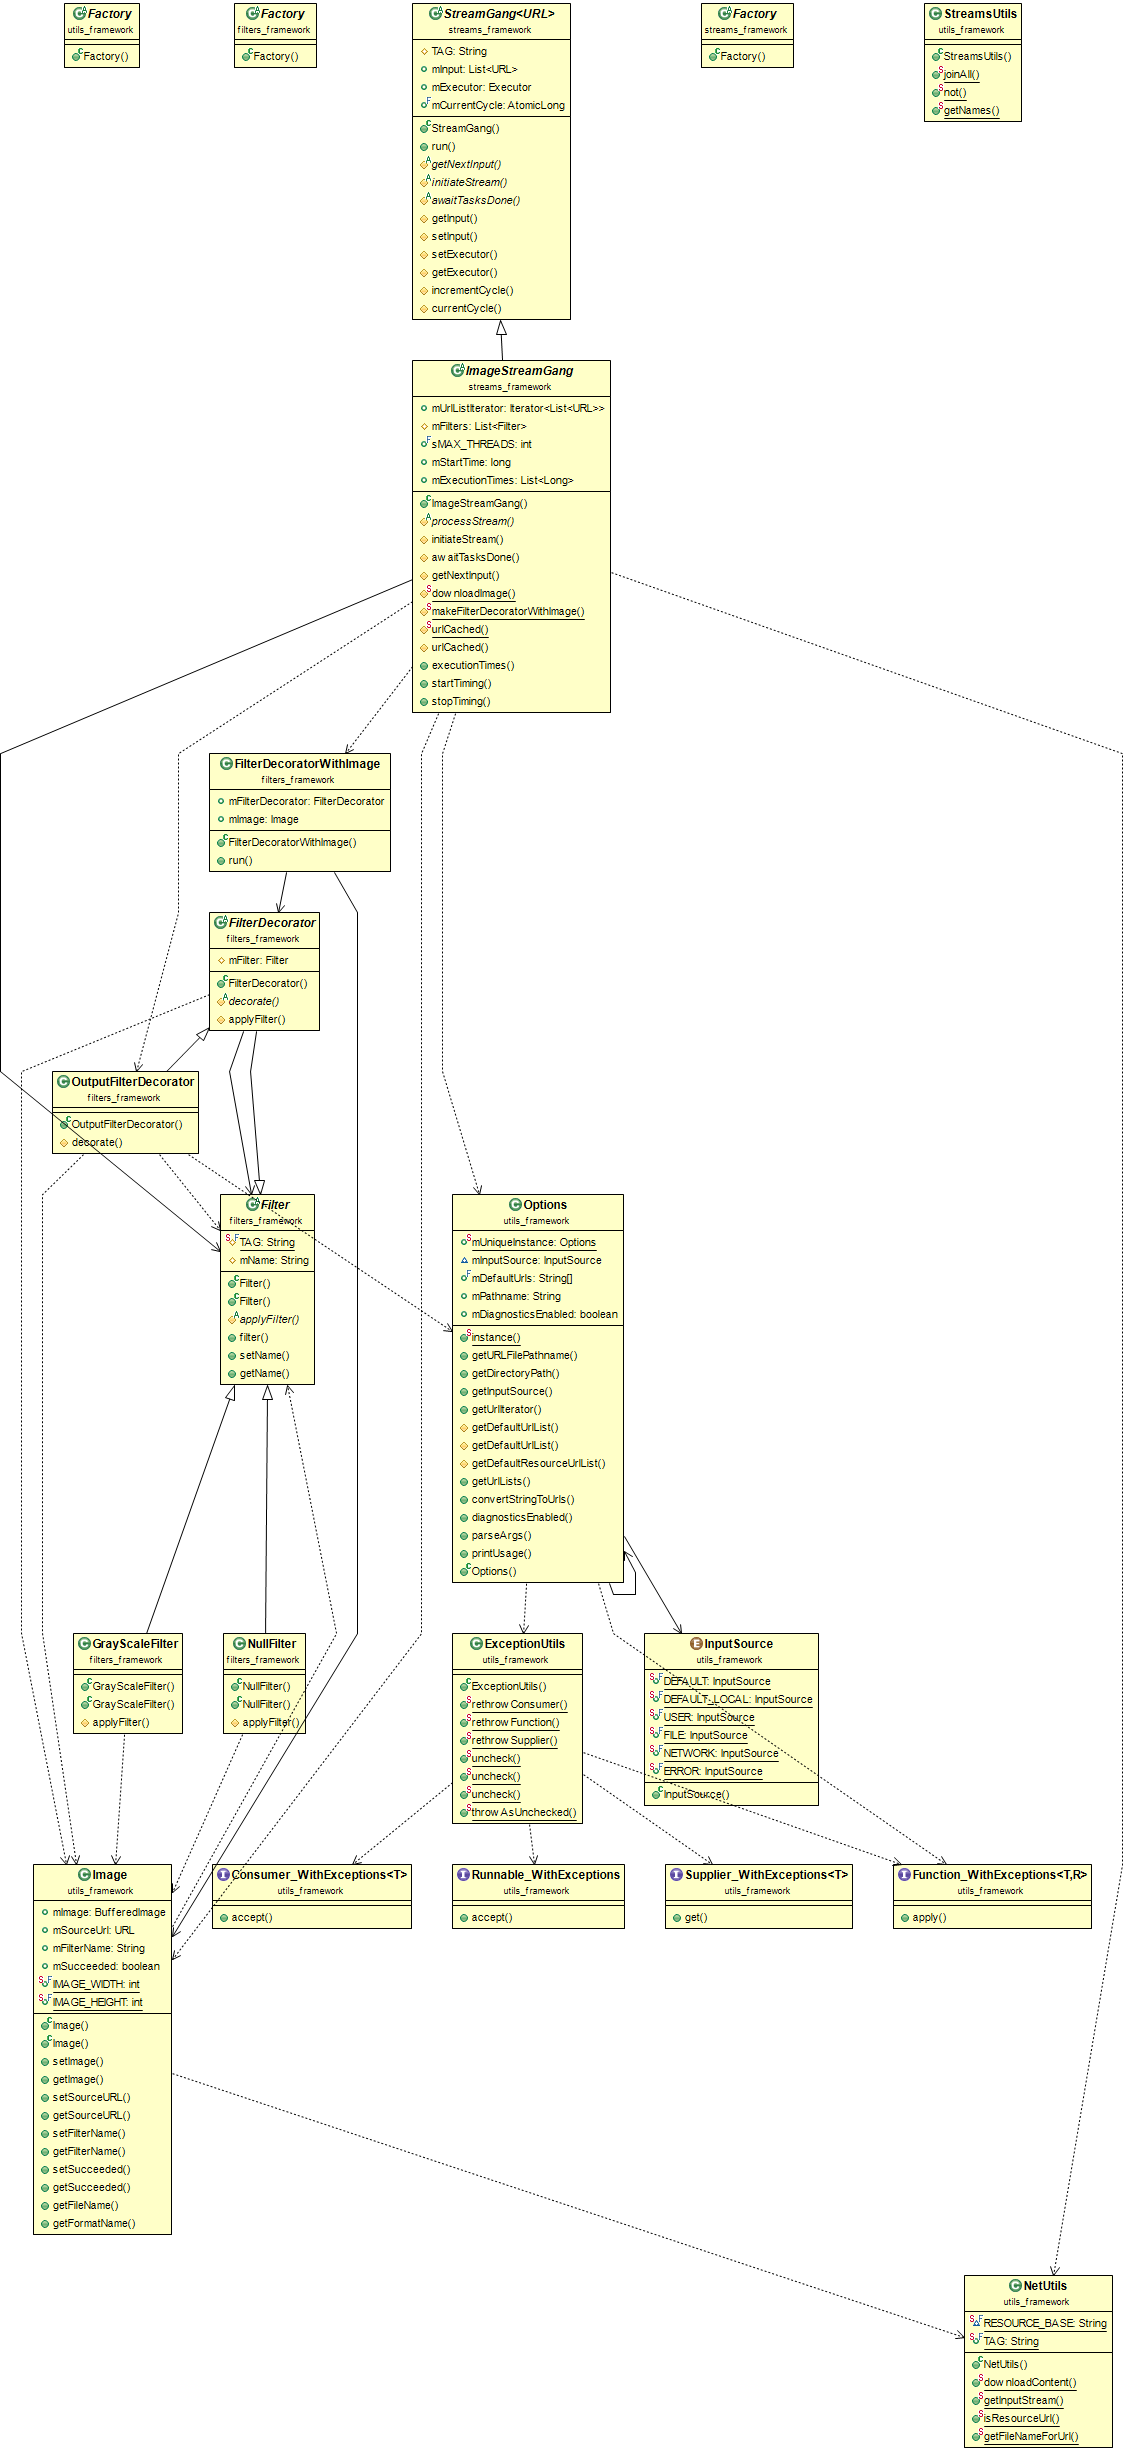 Factory
utils_framework
Factory()
Factory
filters_framework
Factory()
StreamGang<URL>
streams_framework
TAG: String
mInput: List<URL>
mExecutor: Executor
mCurrentCycle: AtomicLong
StreamGang()
run()
getNextInput()
initiateStream()
awaitTasksDone()
getInput()
setInput()
setExecutor()
getExecutor()
incrementCycle()
currentCycle()
Factory
streams_framework
Factory()
StreamsUtils
utils_framework
StreamsUtils()
joinAll()
not()
getNames()
ImageStreamGang
streams_framework
mUrlListIterator: Iterator<List<URL>>
mFilters: List<Filter>
sMAX_THREADS: int
mStartTime: long
mExecutionTimes: List<Long>
ImageStreamGang()
processStream()
initiateStream()
awaitTasksDone()
getNextInput()
downloadImage()
makeFilterDecoratorWithImage()
urlCached()
urlCached()
executionTimes()
startTiming()
stopTiming()
FilterDecoratorWithImage
filters_framework
mFilterDecorator: FilterDecorator
mImage: Image
FilterDecoratorWithImage()
run()
FilterDecorator
filters_framework
mFilter: Filter
FilterDecorator()
decorate()
applyFilter()
OutputFilterDecorator
filters_framework
OutputFilterDecorator()
decorate()
Filter
filters_framework
TAG: String
mName: String
Filter()
Filter()
applyFilter()
filter()
setName()
getName()
Options
utils_framework
mUniqueInstance: Options
mInputSource: InputSource
mDefaultUrls: String[]
mPathname: String
mDiagnosticsEnabled: boolean
instance()
getURLFilePathname()
getDirectoryPath()
getInputSource()
getUrlIterator()
getDefaultUrlList()
getDefaultUrlList()
getDefaultResourceUrlList()
getUrlLists()
convertStringToUrls()
diagnosticsEnabled()
parseArgs()
printUsage()
Options()
GrayScaleFilter
filters_framework
GrayScaleFilter()
GrayScaleFilter()
applyFilter()
NullFilter
filters_framework
NullFilter()
NullFilter()
applyFilter()
ExceptionUtils
utils_framework
ExceptionUtils()
rethrowConsumer()
rethrowFunction()
rethrowSupplier()
uncheck()
uncheck()
uncheck()
throwAsUnchecked()
InputSource
utils_framework
DEFAULT: InputSource
DEFAULT_LOCAL: InputSource
USER: InputSource
FILE: InputSource
NETWORK: InputSource
ERROR: InputSource
InputSource()
Image
utils_framework
mImage: BufferedImage
mSourceUrl: URL
mFilterName: String
mSucceeded: boolean
IMAGE_WIDTH: int
IMAGE_HEIGHT: int
Image()
Image()
setImage()
getImage()
setSourceURL()
getSourceURL()
setFilterName()
getFilterName()
setSucceeded()
getSucceeded()
getFileName()
getFormatName()
Consumer_WithExceptions<T>
utils_framework
accept()
Runnable_WithExceptions
utils_framework
accept()
Supplier_WithExceptions<T>
utils_framework
get()
Function_WithExceptions<T,R>
utils_framework
apply()
NetUtils
utils_framework
RESOURCE_BASE: String
TAG: String
NetUtils()
downloadContent()
getInputStream()
isResourceUrl()
getFileNameForUrl()